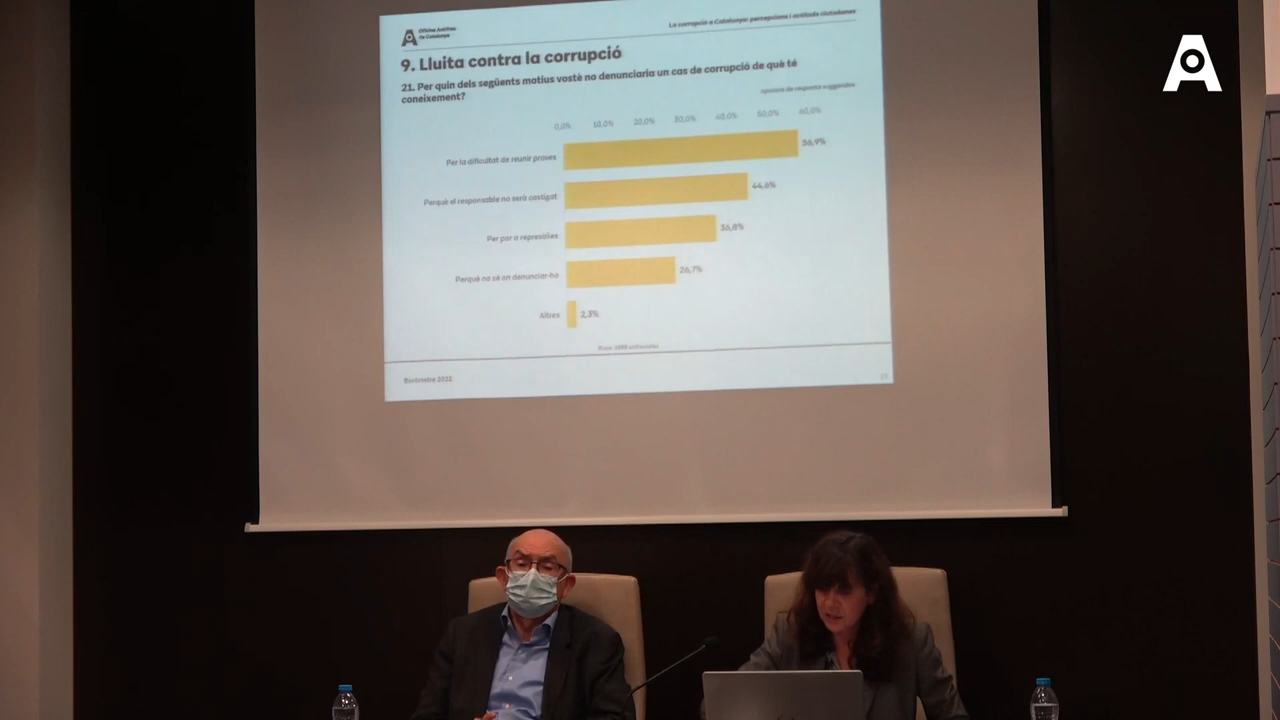 Oficina Antifrau
de Catalunya
La corrupció a Catalunya: percepcions i actituds ciutadanes
9. Lluita contra la corrupció
21. Per quin dels següents motius vostè no denunciaria un cas de corrupció de què té
coneixement?
opcions de resposta suggerides
0,0% 10,0% 20,0% 30,0% 40,0% 50,0% 60,0%
Per la dificultat de reunir proves 56,9%
Perquè el responsable no serà castigat 44,6%
Per por a represàlies 36,8%
Perquè no sé on denunciar-ho 26,7%
Altres 2,3%
Baròmetre 2022